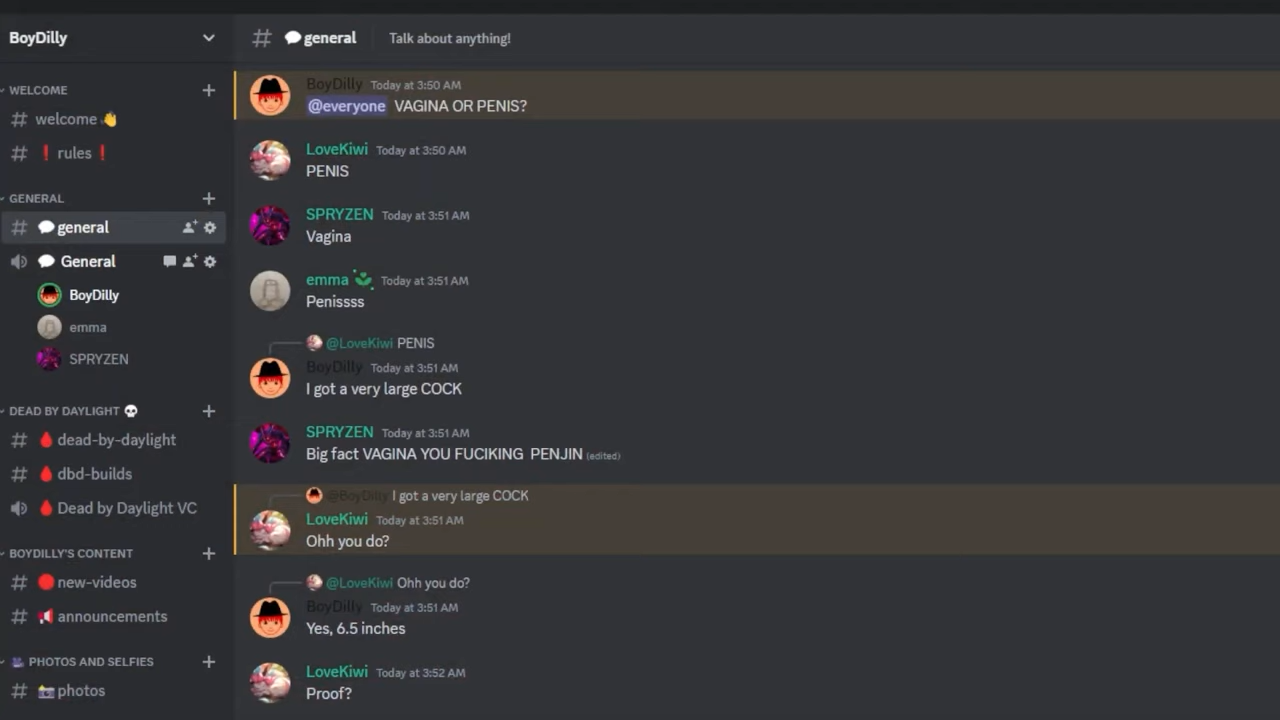 BoyDilly
WELCOME
# welcome 👋
# ❗ rules ❗
GENERAL
# 💬 general
💬 General
BoyDilly
emma
SPRYZEN
DEAD BY DAYLIGHT 💀
# 🩸 dead-by-daylight
# 🩸 dbd-builds
🩸 Dead by Daylight VC
BOYDILLY'S CONTENT
# 🔴 new-videos
# 📢 announcements
PHOTOS AND SELFIES
# 📸 photos
# 💬 general Talk about anything!
BoyDilly Today at 3:50 AM
@everyone VAGINA OR PENIS?
LoveKiwi Today at 3:50 AM
PENIS
SPRYZEN Today at 3:51 AM
Vagina
emma Today at 3:51 AM
Penissss
@LoveKiwi PENIS
BoyDilly Today at 3:51 AM
I got a very large COCK
SPRYZEN Today at 3:51 AM
Big fact VAGINA YOU FUCIKING PENJIN (edited)
@BoyDilly I got a very large COCK
LoveKiwi Today at 3:51 AM
Ohh you do?
@LoveKiwi Ohh you do?
BoyDilly Today at 3:51 AM
Yes, 6.5 inches
LoveKiwi Today at 3:52 AM
Proof?